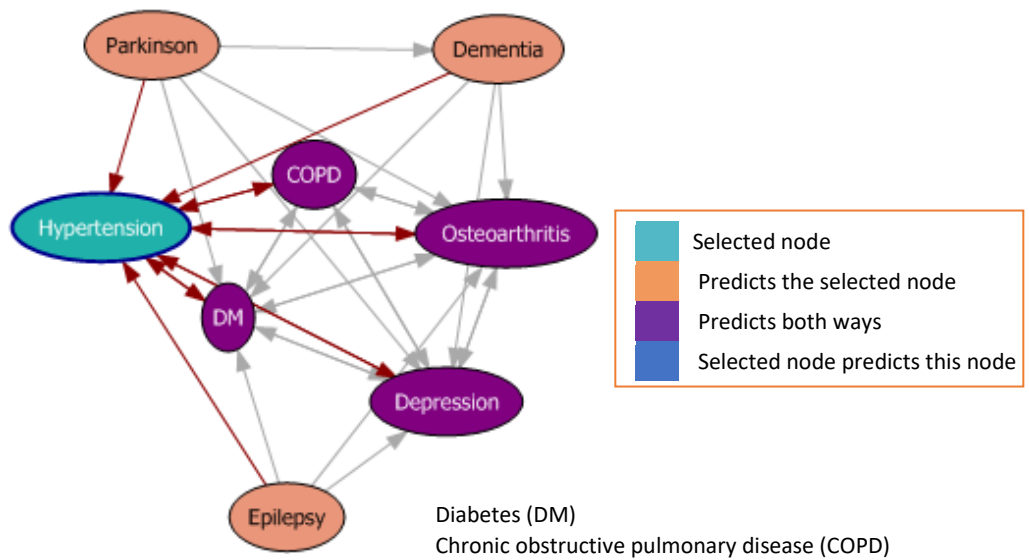 Parkinson
Dementia
COPD
Hypertension
Osteoarthritis
DM
Depression
Epilepsy
Selected node
Predicts the selected node
Predicts both ways
Selected node predicts this node
Diabetes (DM)
Chronic obstructive pulmonary disease (COPD)